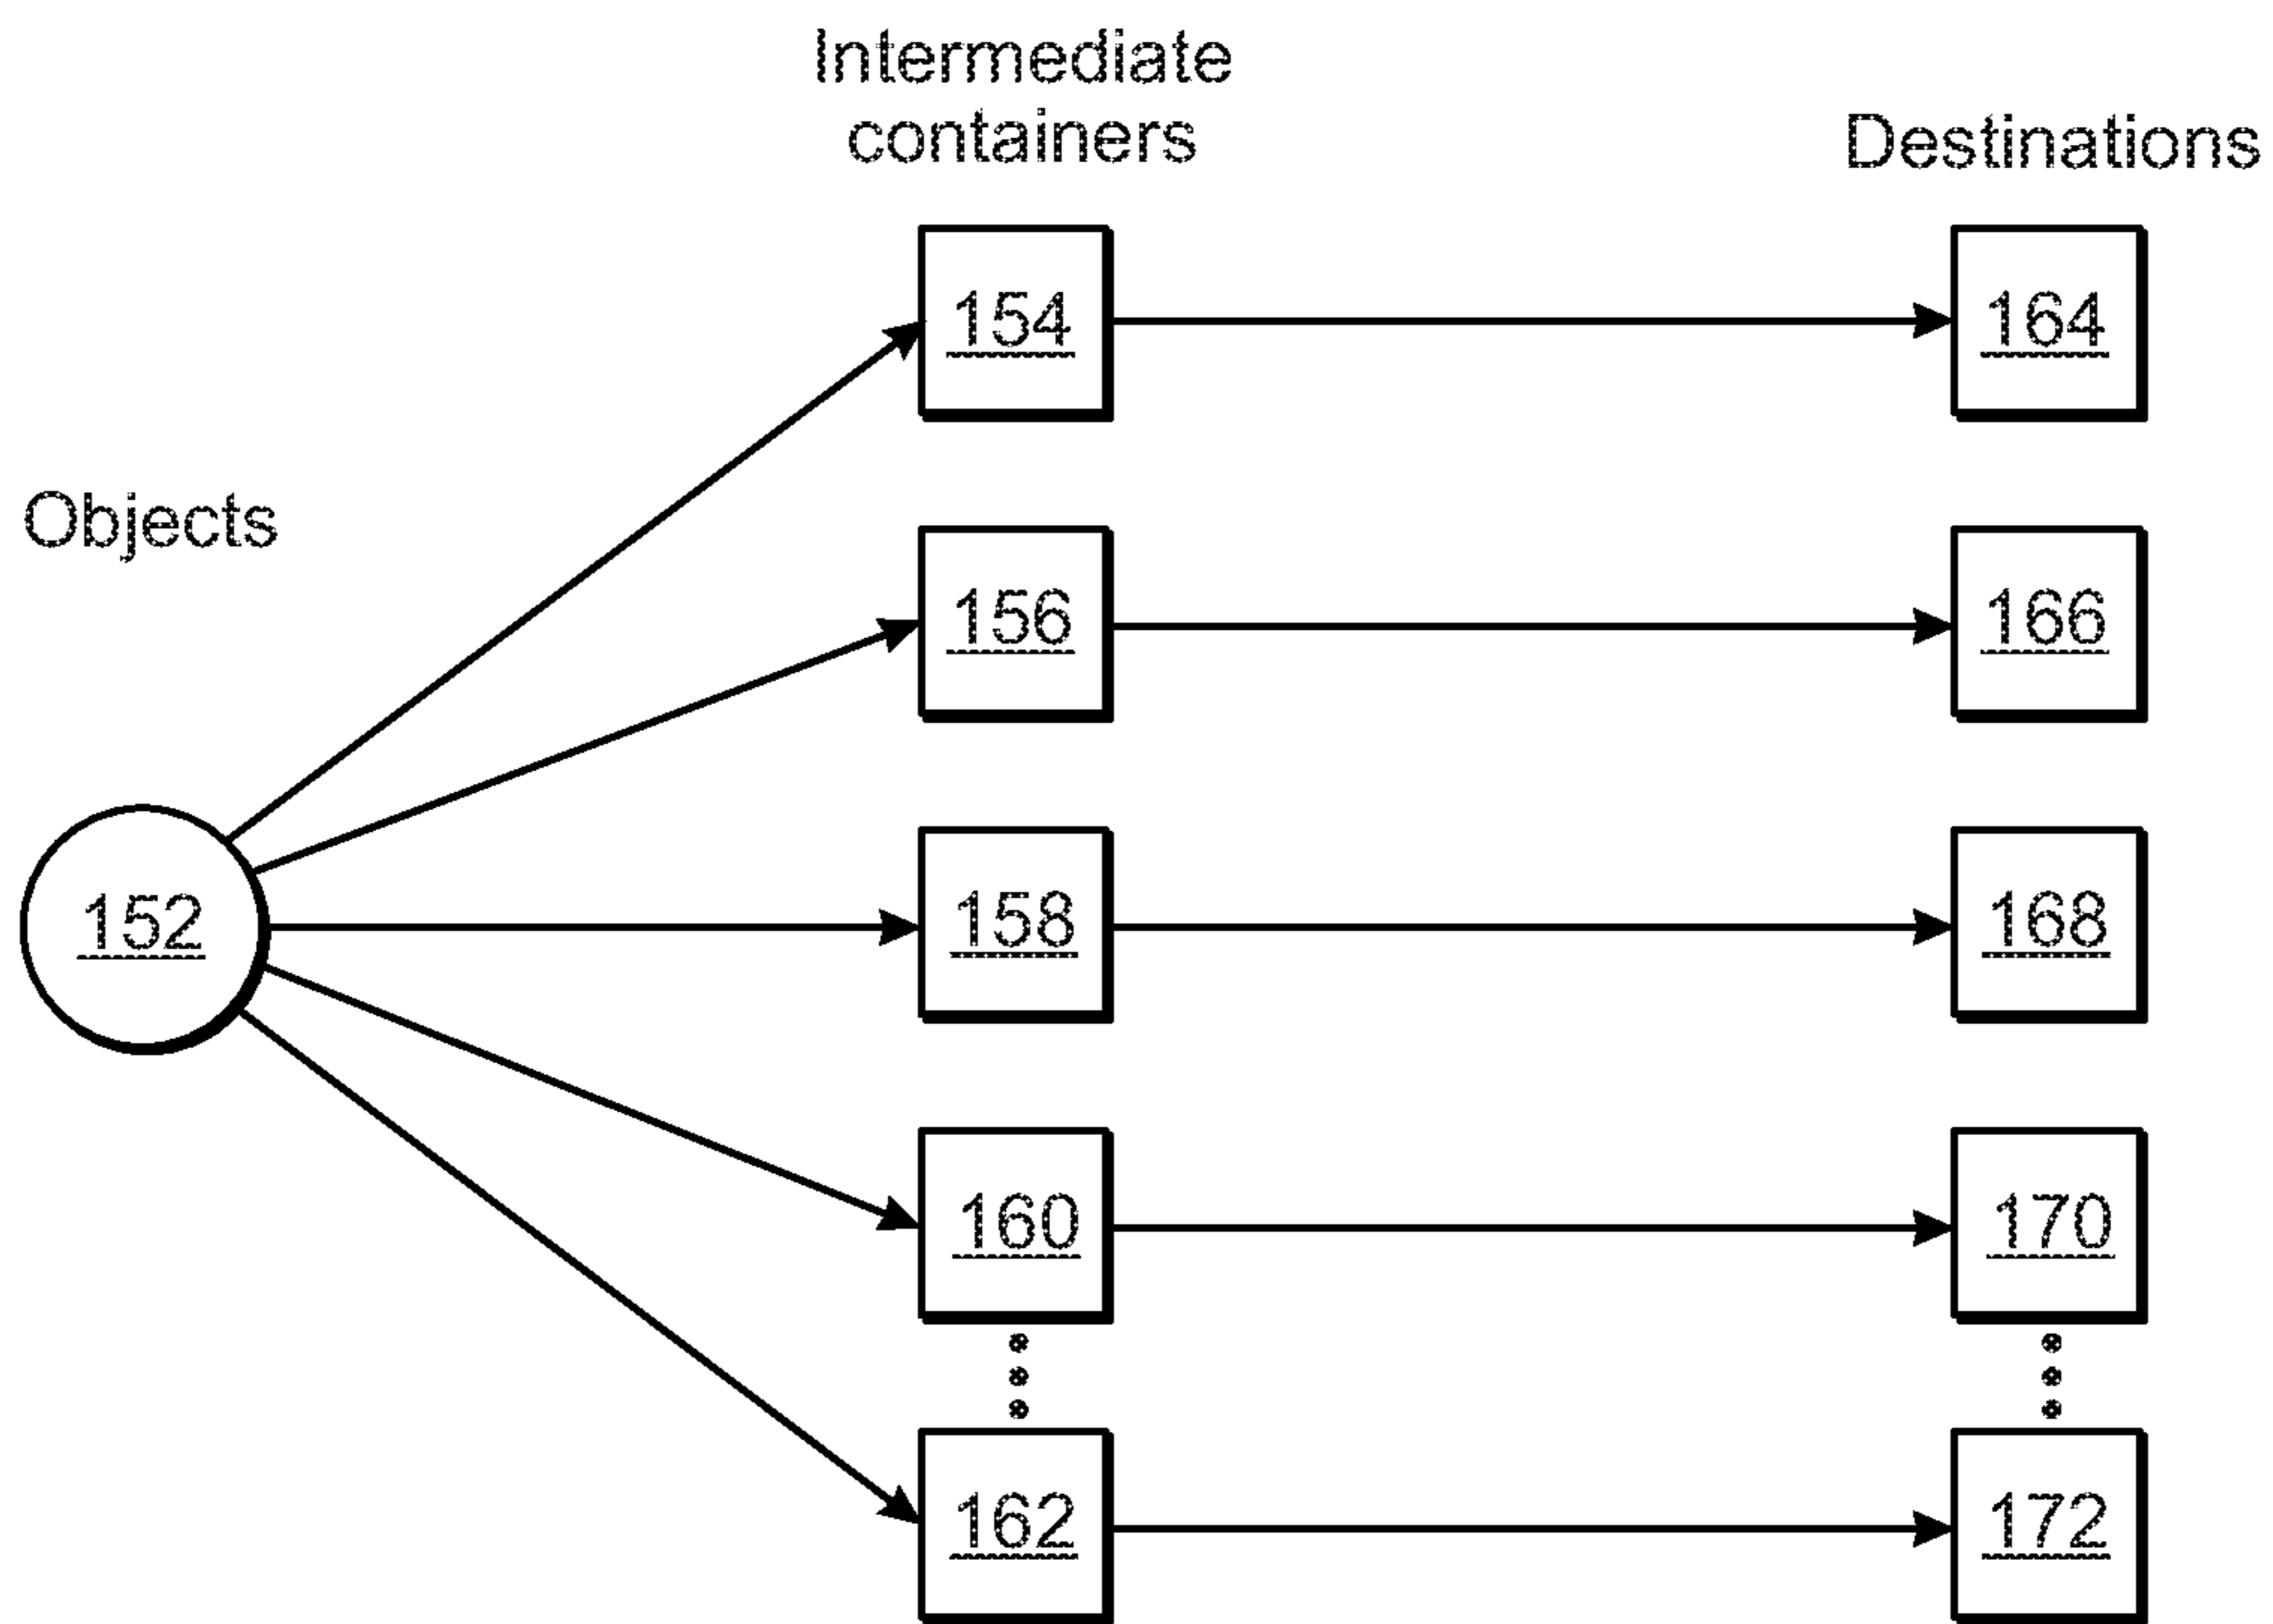 Intermediate
containers
Destinations
Objects
154
164
156
166
152
158
168
160
170
162
172